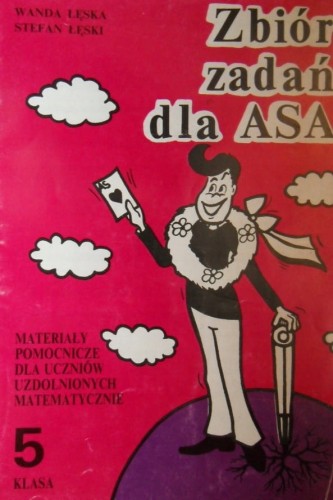 WANDA ŁĘSKA
STEFAN ŁĘSKI
Zbiór
zadań
dla ASA
MATERIAŁY
POMOCNICZE
DLA UCZNIÓW
UZDOLNIONYCH
MATEMATYCZNIE
5
KLASA